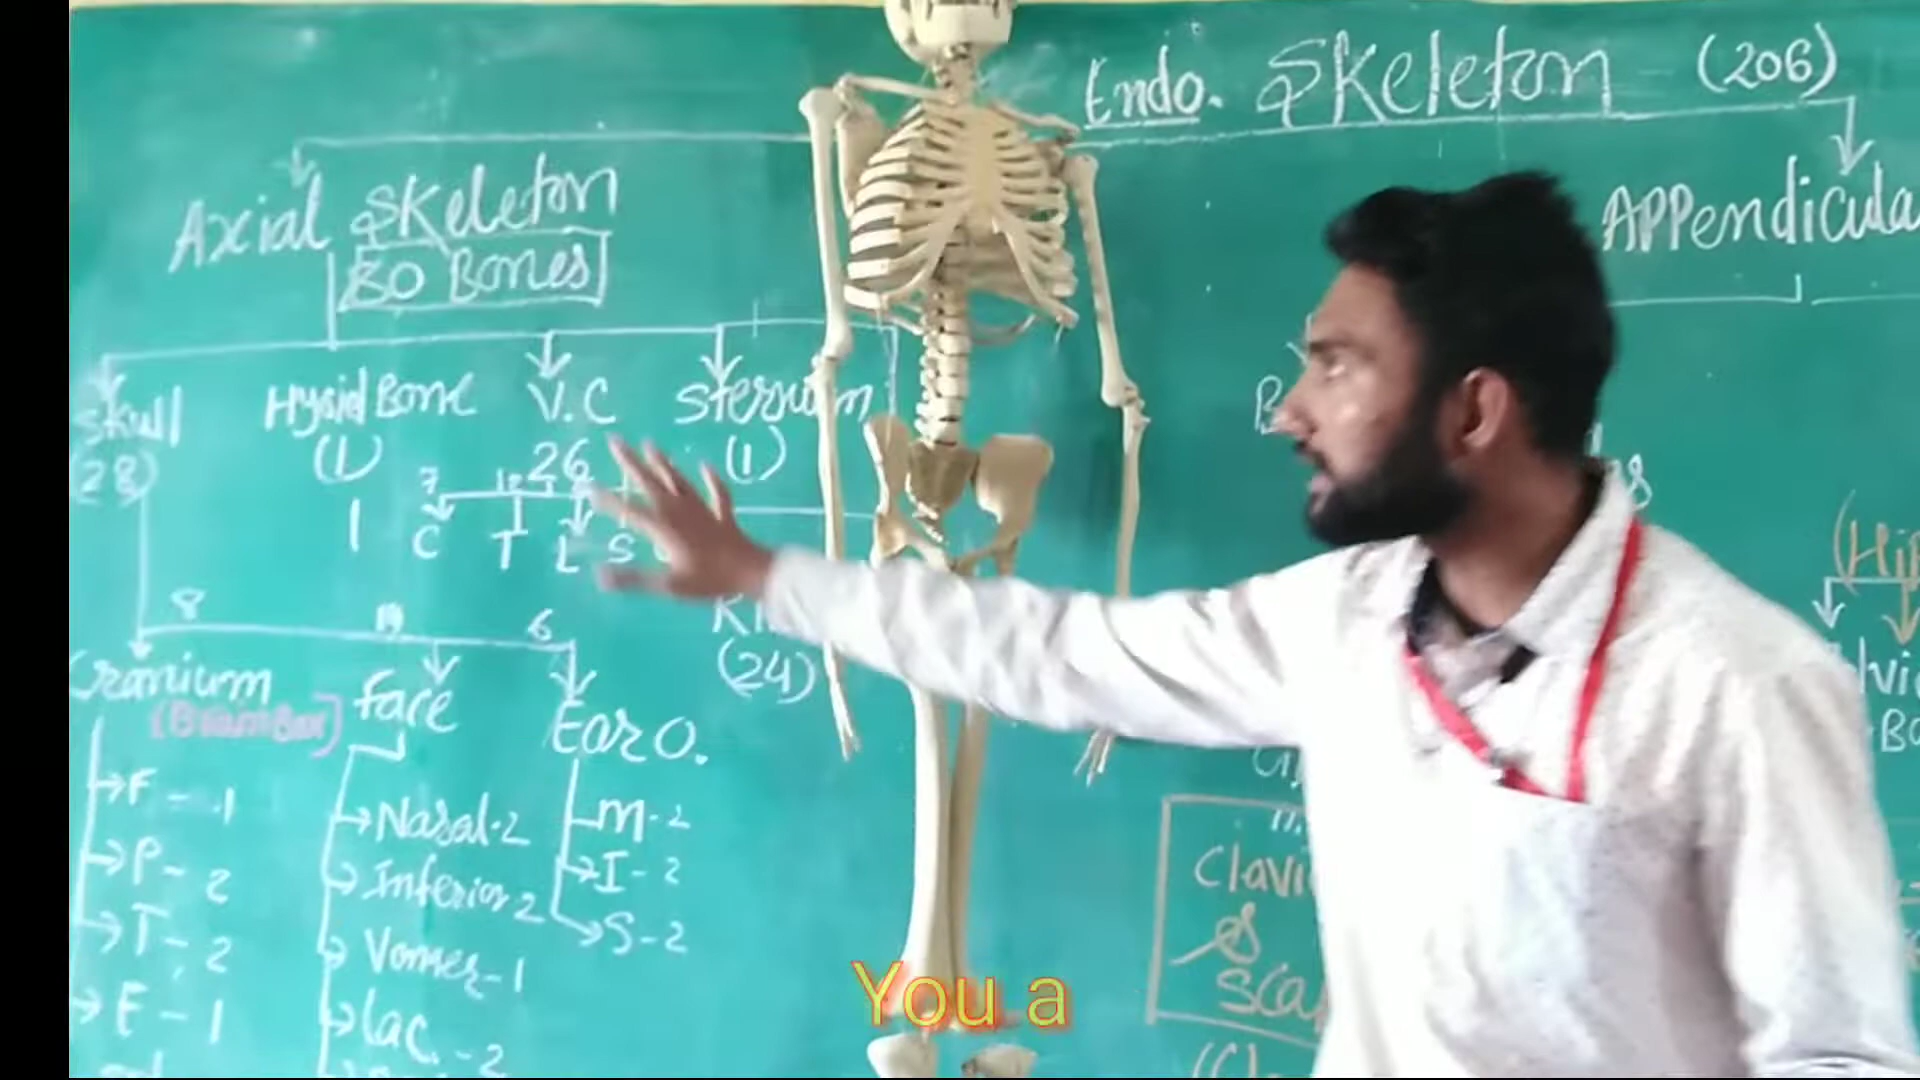 Endo. Skeleton (206)
Axial Skeleton
80 Bones
Appendicula
Skull
(28)
Hyoid Bone
(1)
V.C
26
Sternum
(1)
7
1
C T L S
(24)
8
6
Cranium
Face
Ear O.
F - 1
P - 2
T - 2
E - 1
Nasal - 2
Inferior 2
Vomer - 1
Lac. - 2
M - 2
I - 2
S - 2
Clavi
&
Sca
(Hip
You a